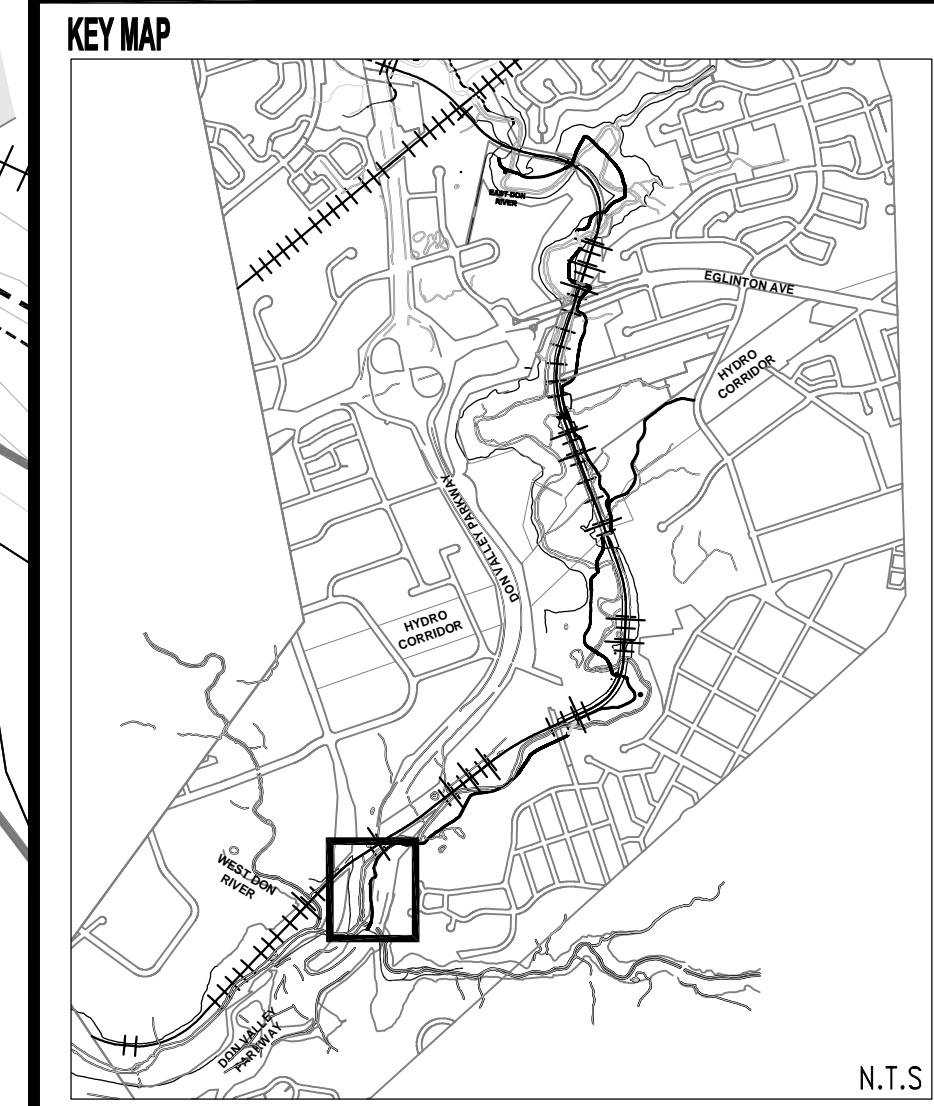 KEY MAP
EAST DON
RIVER
EGLINTON AVE
HYDRO
CORRIDOR
DON VALLEY PARKWAY
HYDRO
CORRIDOR
WEST DON
RIVER
DON VALLEY
PARKWAY
N.T.S